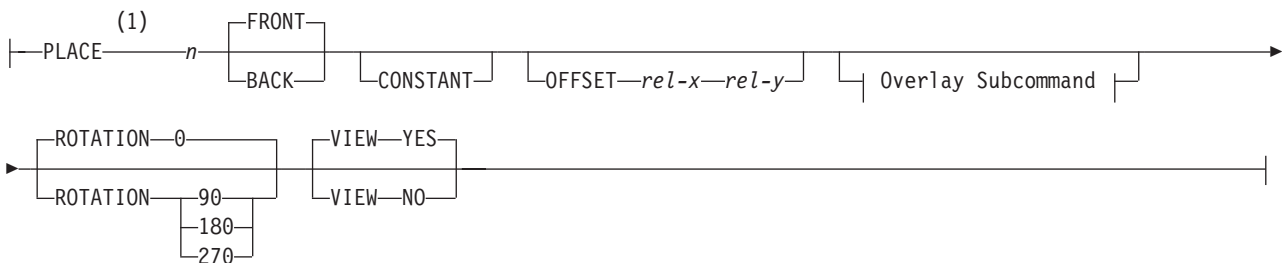 (1)
PLACE n FRONT
BACK CONSTANT OFFSET rel-x rel-y Overlay Subcommand
ROTATION 0 VIEW YES
ROTATION 90 VIEW NO
180
270